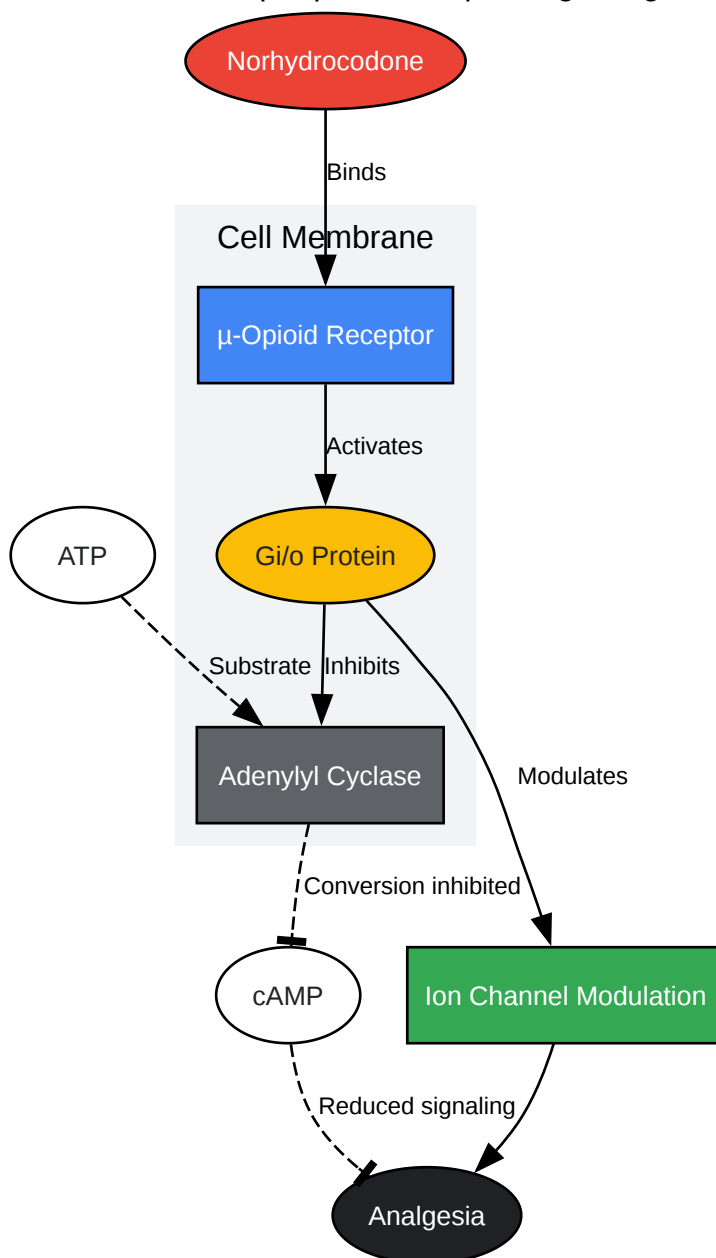 Norhydrocodone
Binds
Cell Membrane
µ-Opioid Receptor
Activates
ATP
Gi/o Protein
Substrate
Inhibits
Adenylyl Cyclase
Modulates
Conversion inhibited
cAMP
Ion Channel Modulation
Reduced signaling
Analgesia